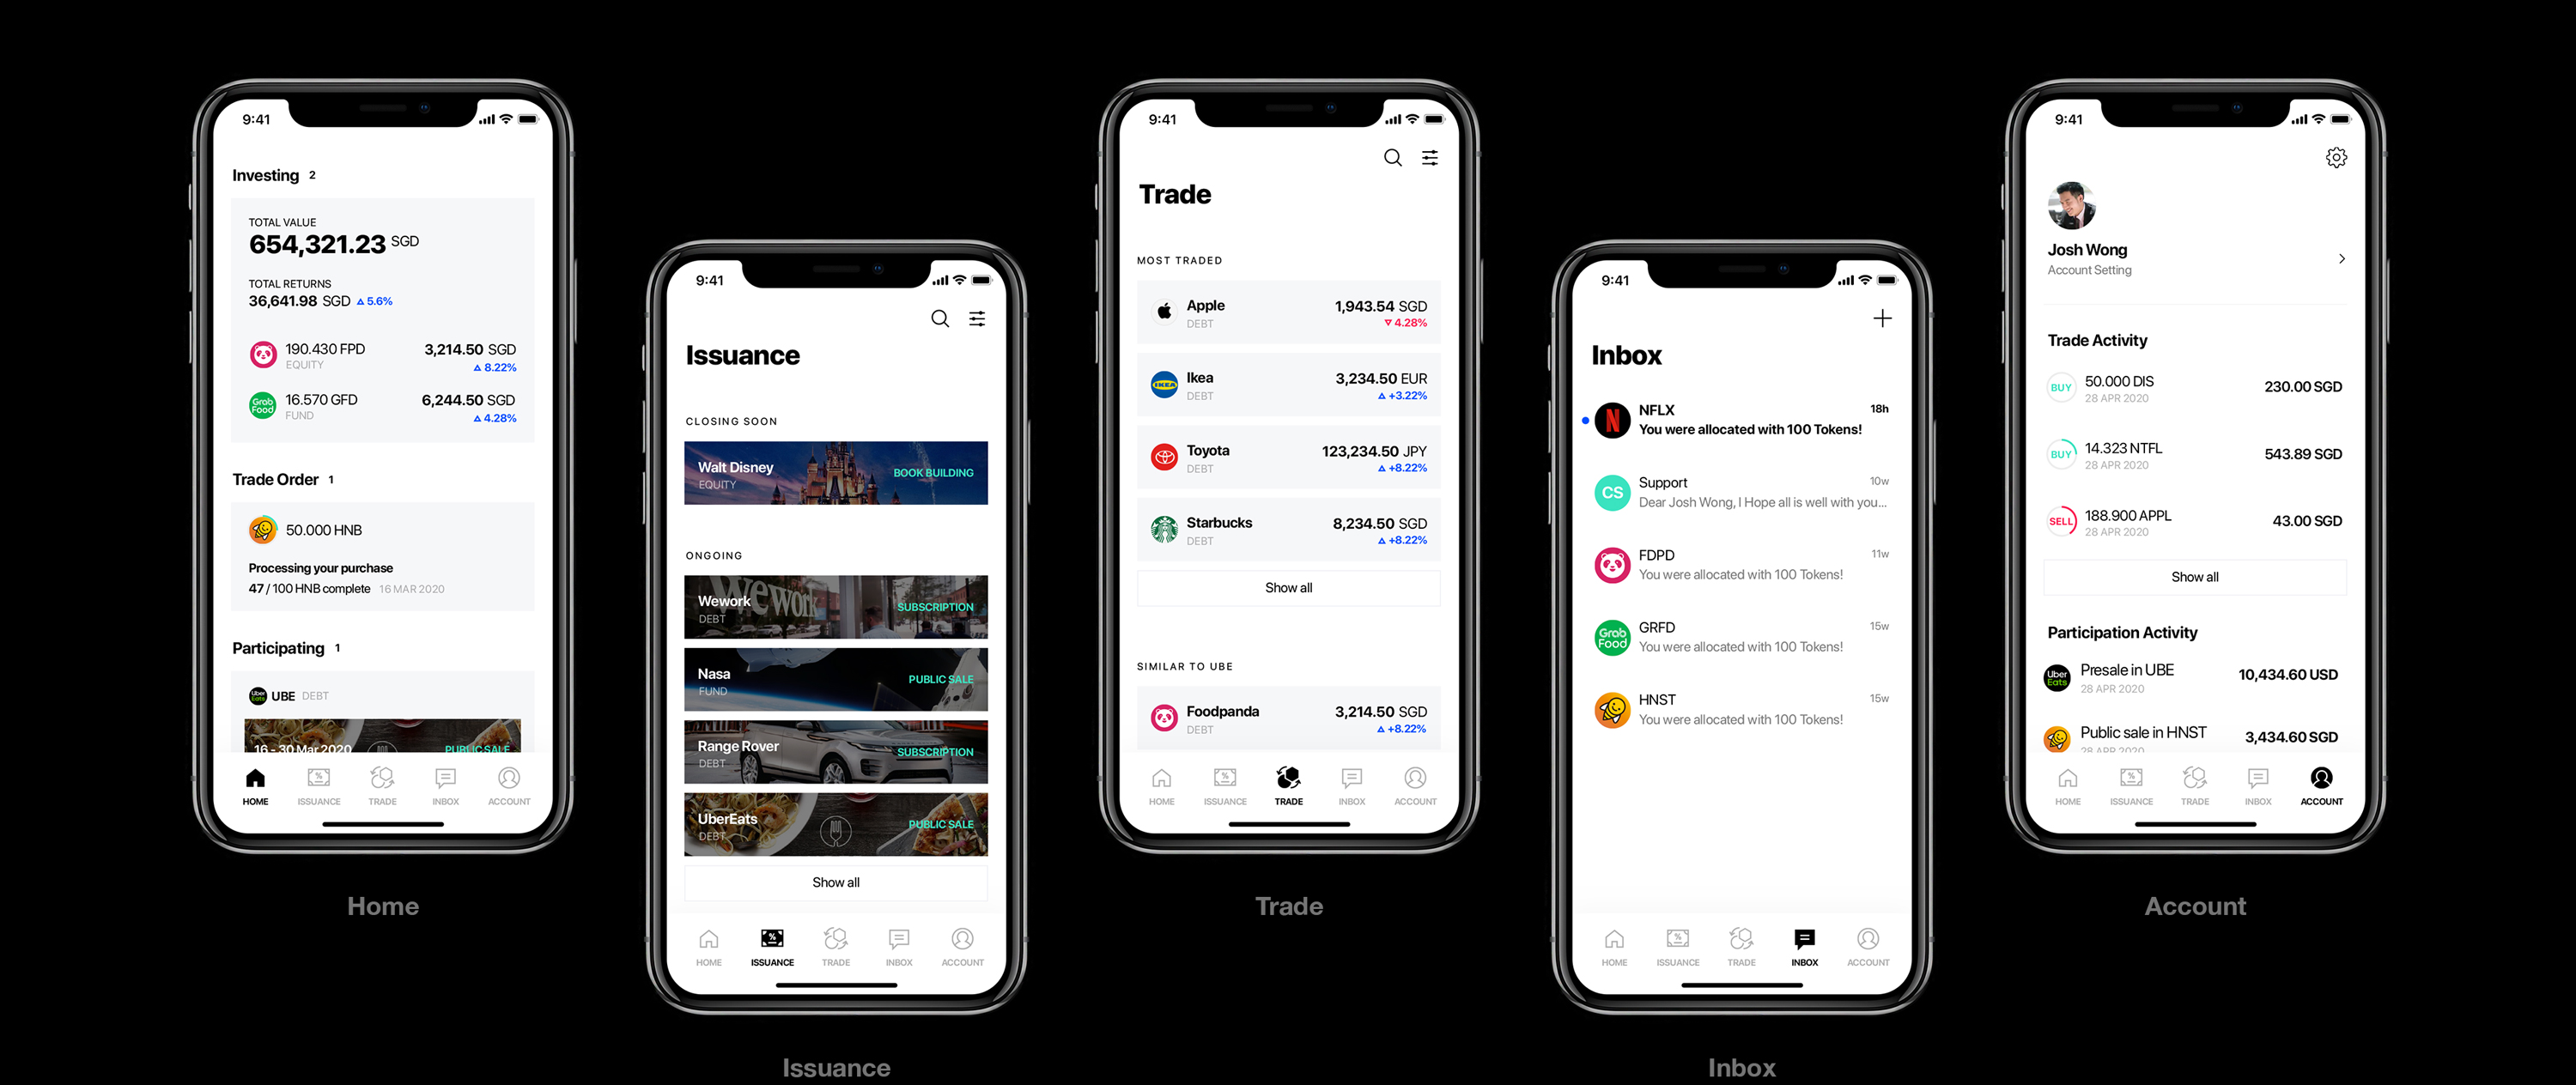 9:41
Investing 2
TOTAL VALUE
654,321.23 SGD
TOTAL RETURNS
36,641.98 SGD 5.6%
190.430 FPD 3,214.50 SGD
EQUITY 8.22%
Grab Food
16.570 GFD 6,244.50 SGD
FUND 4.28%
Trade Order 1
50.000 HNB
Processing your purchase
47 / 100 HNB complete 16 MAR 2020
Participating 1
Uber Eats
UBE DEBT
16 - 30 Mar 2020 PUBLIC SALE
HOME ISSUANCE TRADE INBOX ACCOUNT
Home
9:41
Issuance
CLOSING SOON
Walt Disney BOOK BUILDING
EQUITY
ONGOING
wework
Wework SUBSCRIPTION
DEBT
Nasa PUBLIC SALE
FUND
Range Rover SUBSCRIPTION
DEBT
UberEats PUBLIC SALE
DEBT
Show all
HOME ISSUANCE TRADE INBOX ACCOUNT
Issuance
9:41
Trade
MOST TRADED
Apple 1,943.54 SGD
DEBT 4.28%
IKEA
Ikea 3,234.50 EUR
DEBT +3.22%
Toyota 123,234.50 JPY
DEBT +8.22%
Starbucks 8,234.50 SGD
DEBT +8.22%
Show all
SIMILAR TO UBE
Foodpanda 3,214.50 SGD
DEBT +8.22%
HOME ISSUANCE TRADE INBOX ACCOUNT
Trade
9:41
Inbox
N
NFLX 18h
You were allocated with 100 Tokens!
CS
Support 10w
Dear Josh Wong, I Hope all is well with you...
FDPD 11w
You were allocated with 100 Tokens!
Grab Food
GRFD 15w
You were allocated with 100 Tokens!
HNST 15w
You were allocated with 100 Tokens!
HOME ISSUANCE TRADE INBOX ACCOUNT
Inbox
9:41
Josh Wong
Account Setting
Trade Activity
BUY 50.000 DIS 230.00 SGD
28 APR 2020
BUY 14.323 NTFL 543.89 SGD
28 APR 2020
SELL 188.900 APPL 43.00 SGD
28 APR 2020
Show all
Participation Activity
Uber Eats
Presale in UBE 10,434.60 USD
28 APR 2020
Public sale in HNST 3,434.60 SGD
28 APR 2020
HOME ISSUANCE TRADE INBOX ACCOUNT
Account